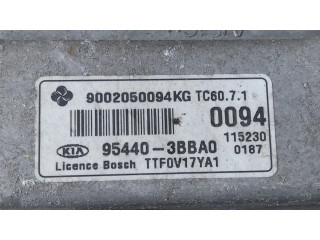 9002050094KG TC60.7.1
0094
115230
KIA 95440-3BBA0 0187
Licence Bosch TTF0V17YA1